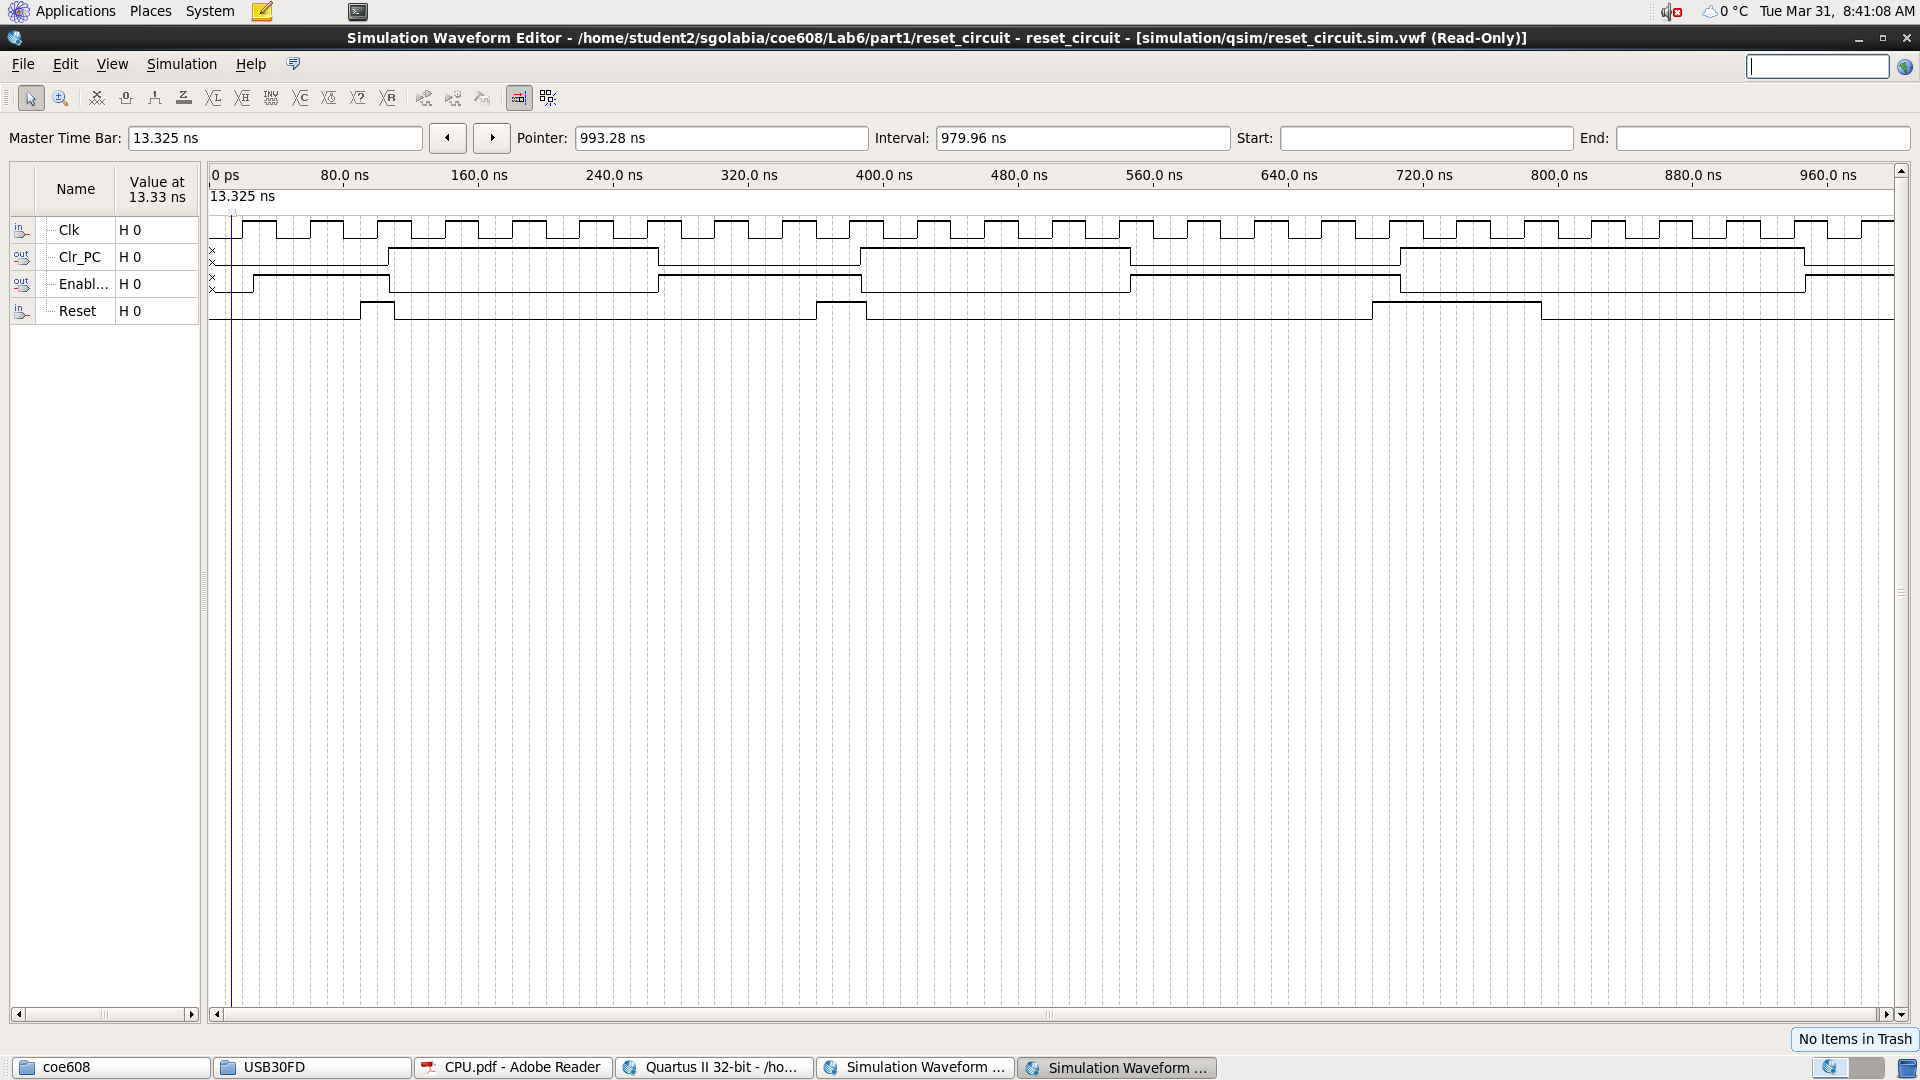 Applications Places System 0 °C Tue Mar 31, 8:41:08 AM
Simulation Waveform Editor - /home/student2/sgolabia/coe608/Lab6/part1/reset_circuit - reset_circuit - [simulation/qsim/reset_circuit.sim.vwf (Read-Only)]
File Edit View Simulation Help
Master Time Bar: 13.325 ns Pointer: 993.28 ns Interval: 979.96 ns Start: End:
Name Value at 13.33 ns 0 ps 80.0 ns 160.0 ns 240.0 ns 320.0 ns 400.0 ns 480.0 ns 560.0 ns 640.0 ns 720.0 ns 800.0 ns 880.0 ns 960.0 ns
13.325 ns
in Clk H 0
out Clr_PC H 0
out Enabl... H 0
in Reset H 0
No Items in Trash
coe608 USB30FD CPU.pdf - Adobe Reader Quartus II 32-bit - /ho... Simulation Waveform ... Simulation Waveform ...